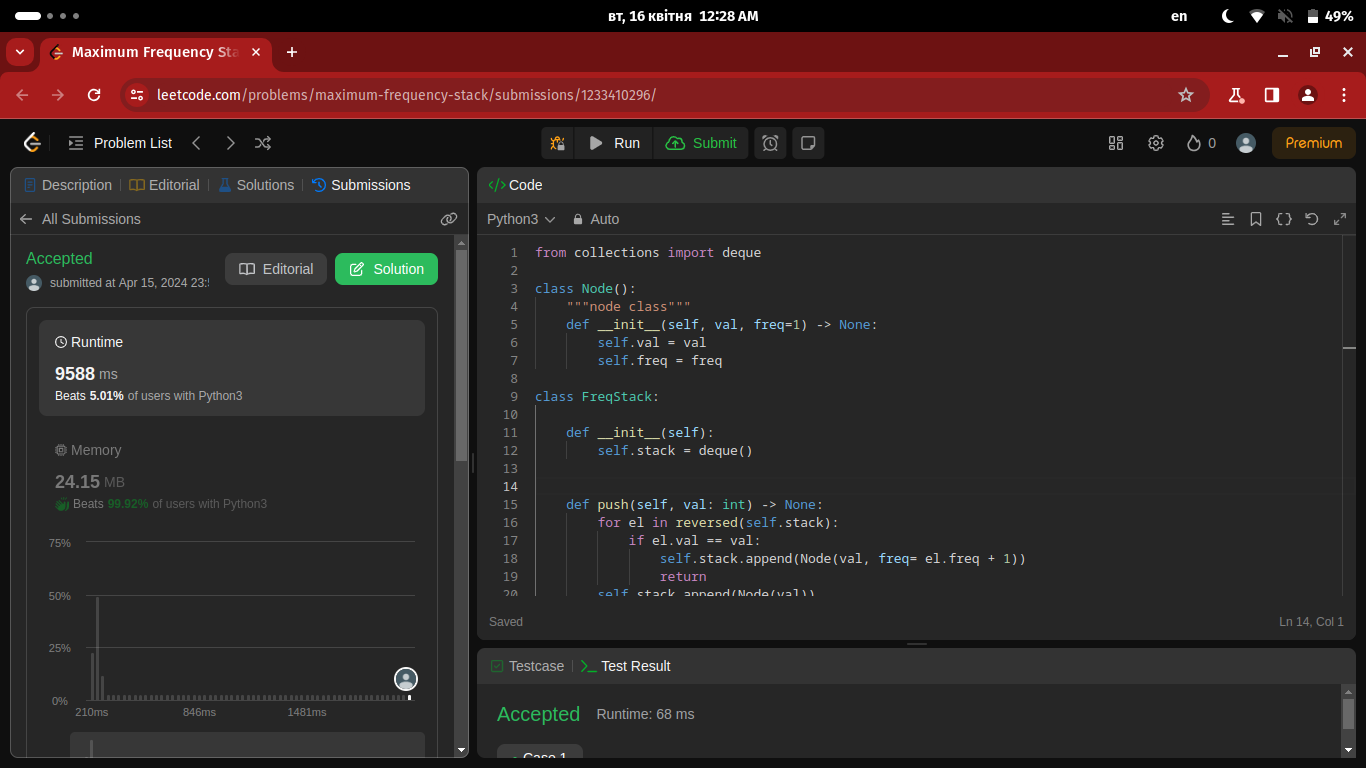 вт, 16 квітня 12:28 AM
en
49%
Maximum Frequency Sta
leetcode.com/problems/maximum-frequency-stack/submissions/1233410296/
Problem List
Run
Submit
0
Premium
Description
Editorial
Solutions
Submissions
All Submissions
Accepted
submitted at Apr 15, 2024 23:
Editorial
Solution
Runtime
9588 ms
Beats 5.01% of users with Python3
Memory
24.15 MB
Beats 99.92% of users with Python3
75%
50%
25%
0%
210ms
846ms
1481ms
Code
Python3
Auto
1 from collections import deque
2
3 class Node():
4 """node class"""
5 def __init__(self, val, freq=1) -> None:
6 self.val = val
7 self.freq = freq
8
9 class FreqStack:
10
11 def __init__(self):
12 self.stack = deque()
13
14
15 def push(self, val: int) -> None:
16 for el in reversed(self.stack):
17 if el.val == val:
18 self.stack.append(Node(val, freq= el.freq + 1))
19 return
20 self.stack.append(Node(val))
Saved
Ln 14, Col 1
Testcase
Test Result
Accepted
Runtime: 68 ms
Case 1